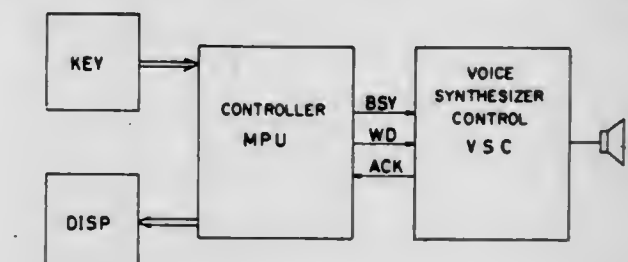 KEY
CONTROLLER
MPU
BSY
WD
ACK
VOICE
SYNTHESIZER
CONTROL
VSC
DISP